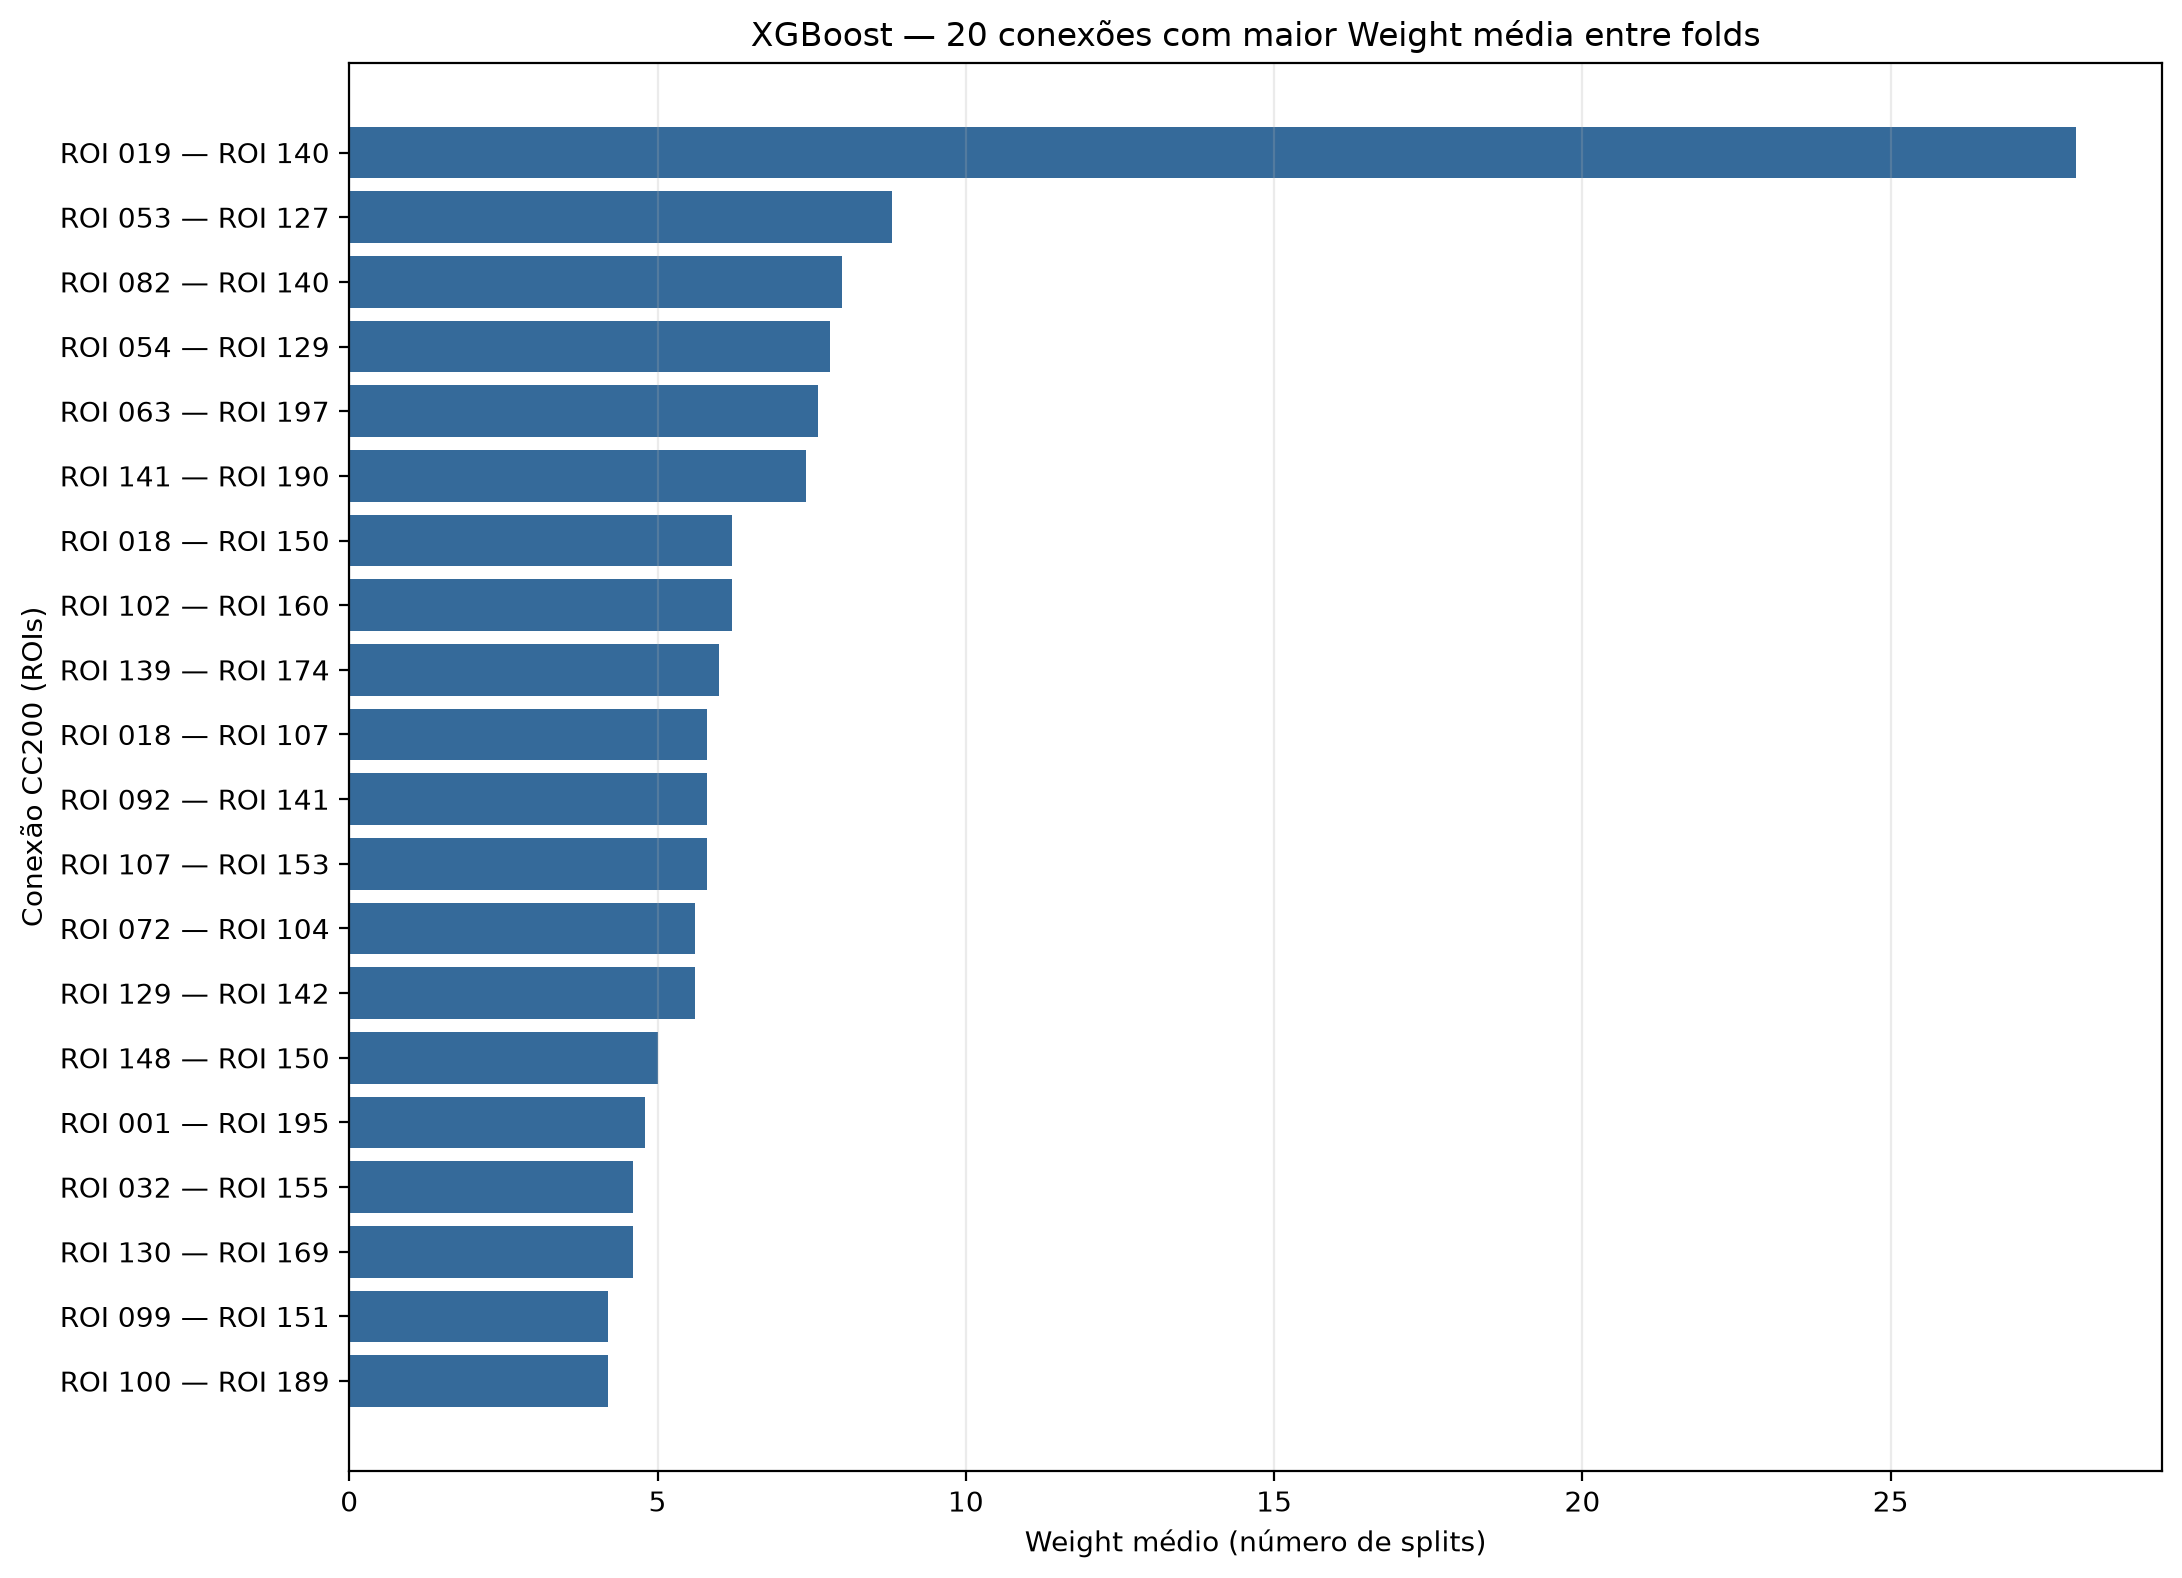 XGBoost — 20 conexões com maior Weight média entre folds
Conexão CC200 (ROIs)
ROI 019 — ROI 140
ROI 053 — ROI 127
ROI 082 — ROI 140
ROI 054 — ROI 129
ROI 063 — ROI 197
ROI 141 — ROI 190
ROI 018 — ROI 150
ROI 102 — ROI 160
ROI 139 — ROI 174
ROI 018 — ROI 107
ROI 092 — ROI 141
ROI 107 — ROI 153
ROI 072 — ROI 104
ROI 129 — ROI 142
ROI 148 — ROI 150
ROI 001 — ROI 195
ROI 032 — ROI 155
ROI 130 — ROI 169
ROI 099 — ROI 151
ROI 100 — ROI 189
0 5 10 15 20 25
Weight médio (número de splits)